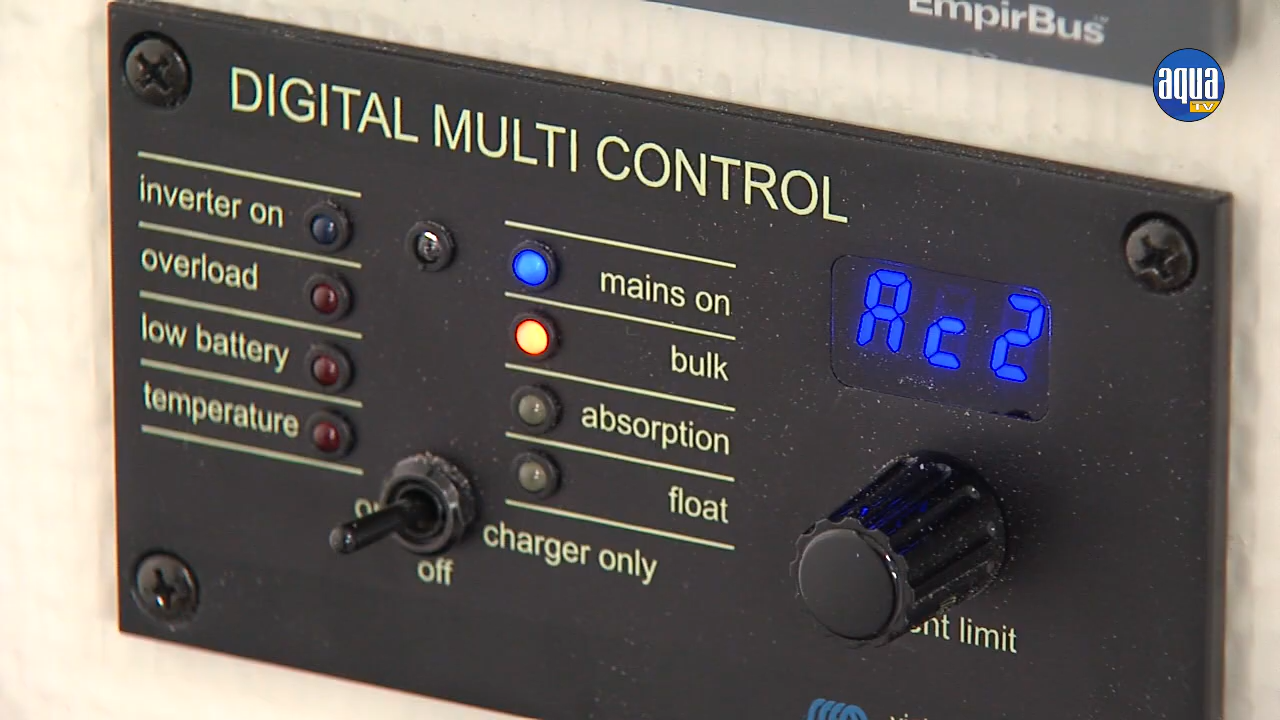 EmpirBus
aqua
TV
DIGITAL MULTI CONTROL
inverter on
overload
low battery
temperature
mains on
bulk
absorption
float
Ac2
off
charger only
limit